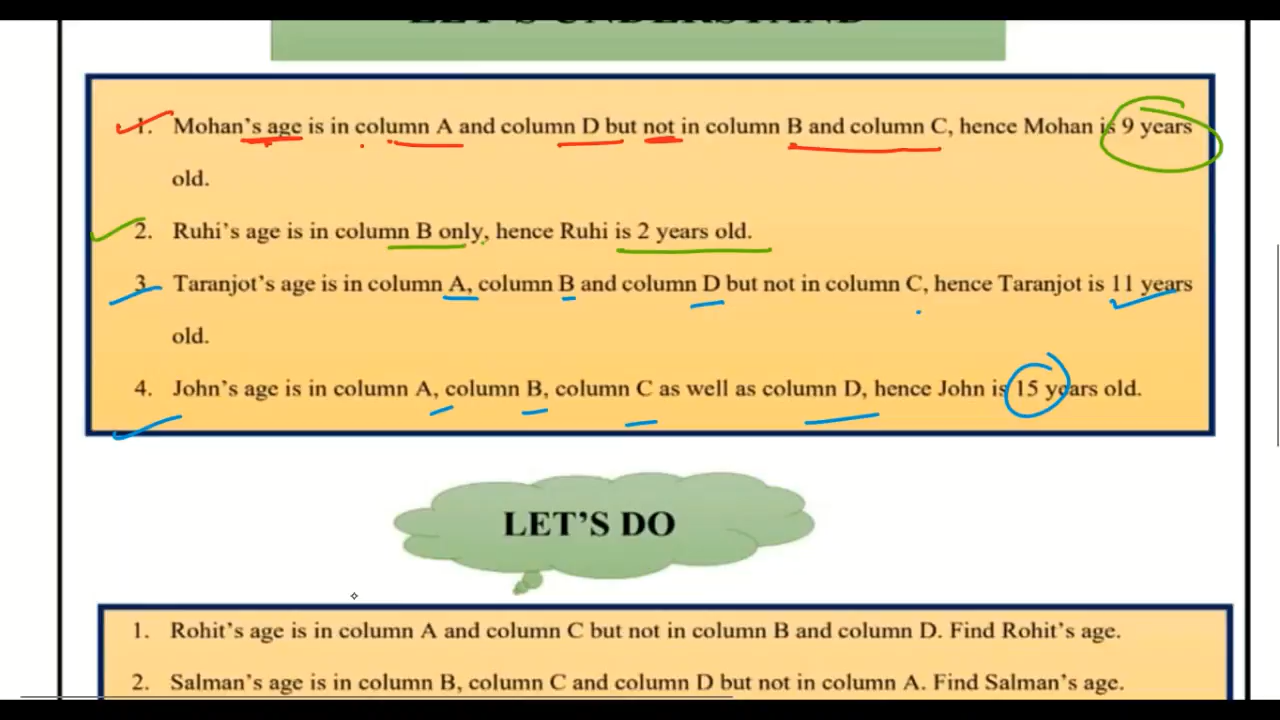 LET'S UNDERSTAND
1. Mohan's age is in column A and column D but not in column B and column C, hence Mohan is 9 years
old.
2. Ruhi's age is in column B only, hence Ruhi is 2 years old.
3. Taranjot's age is in column A, column B and column D but not in column C, hence Taranjot is 11 years
old.
4. John's age is in column A, column B, column C as well as column D, hence John is 15 years old.
LET'S DO
1. Rohit's age is in column A and column C but not in column B and column D. Find Rohit's age.
2. Salman's age is in column B, column C and column D but not in column A. Find Salman's age.